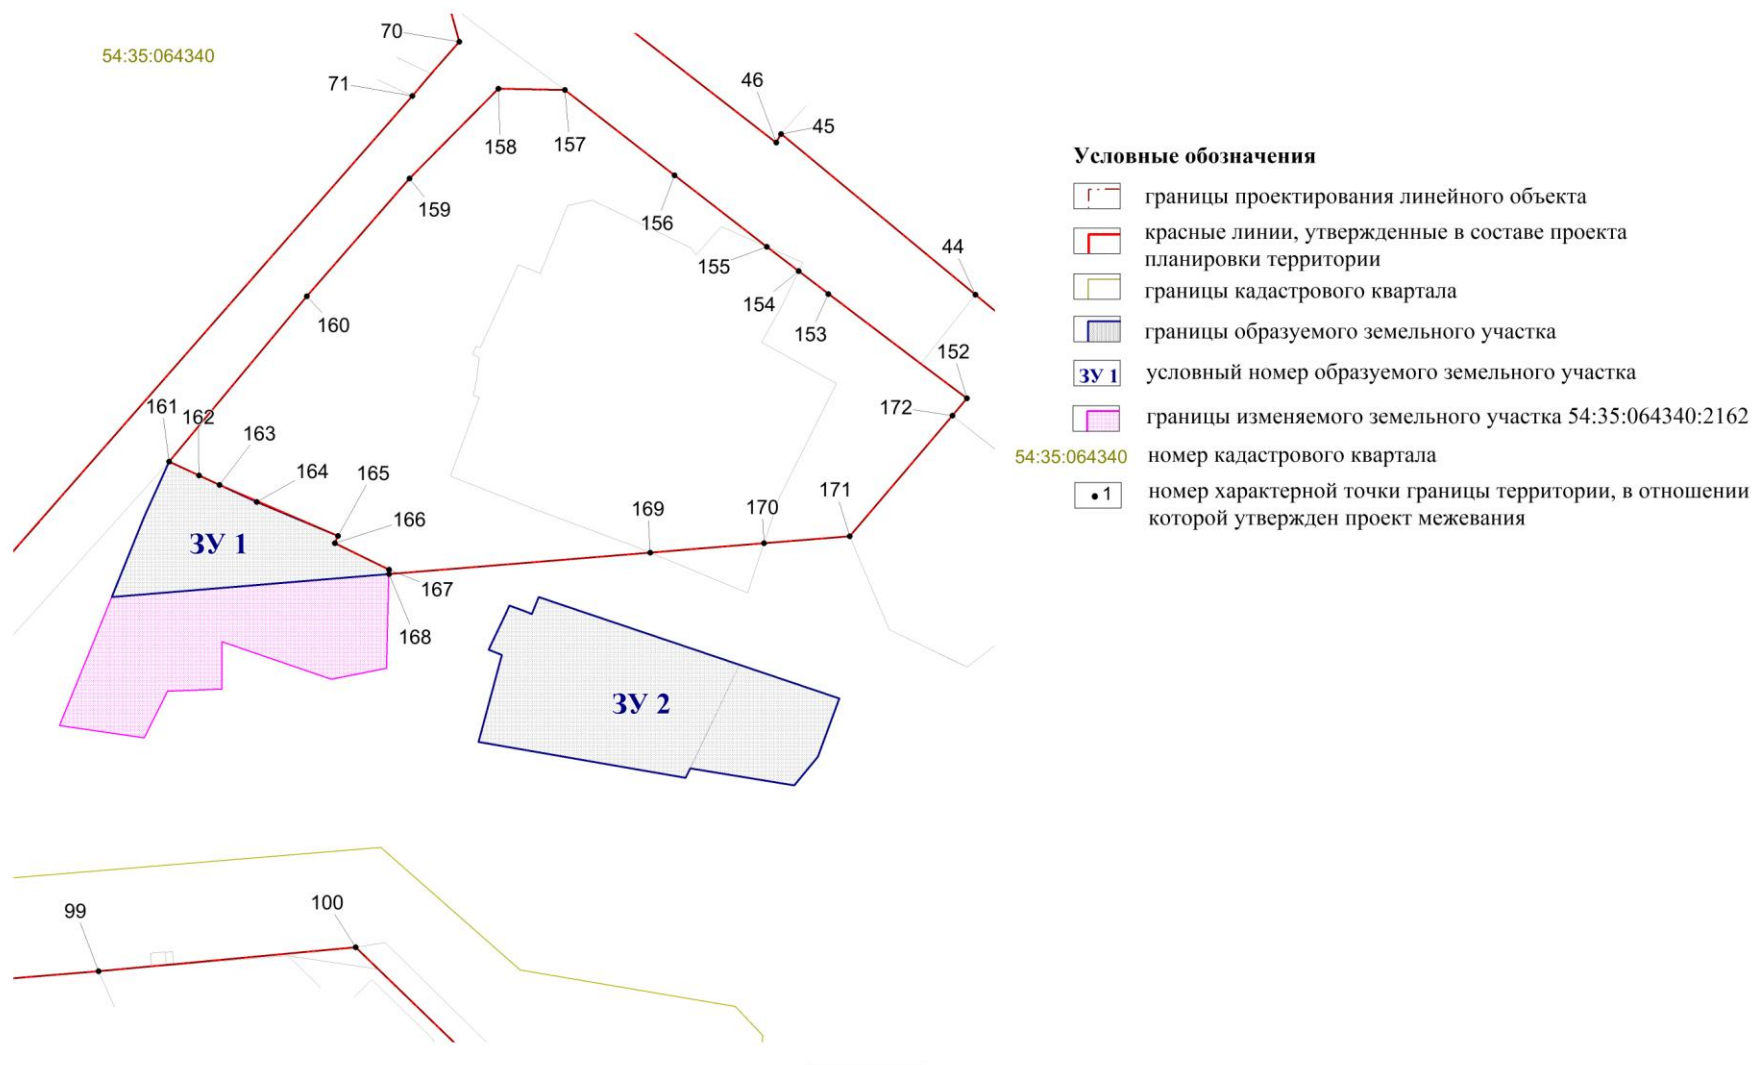 70
54:35:064340
71
46
45
158
157
159
156
44
155
154
153
160
152
172
161
162
163
164
165
171
170
169
166
ЗУ 1
167
168
ЗУ 2
100
99
Условные обозначения
границы проектирования линейного объекта
красные линии, утвержденные в составе проекта
планировки территории
границы кадастрового квартала
границы образуемого земельного участка
ЗУ 1 условный номер образуемого земельного участка
границы изменяемого земельного участка 54:35:064340:2162
54:35:064340 номер кадастрового квартала
1 номер характерной точки границы территории, в отношении
которой утвержден проект межевания